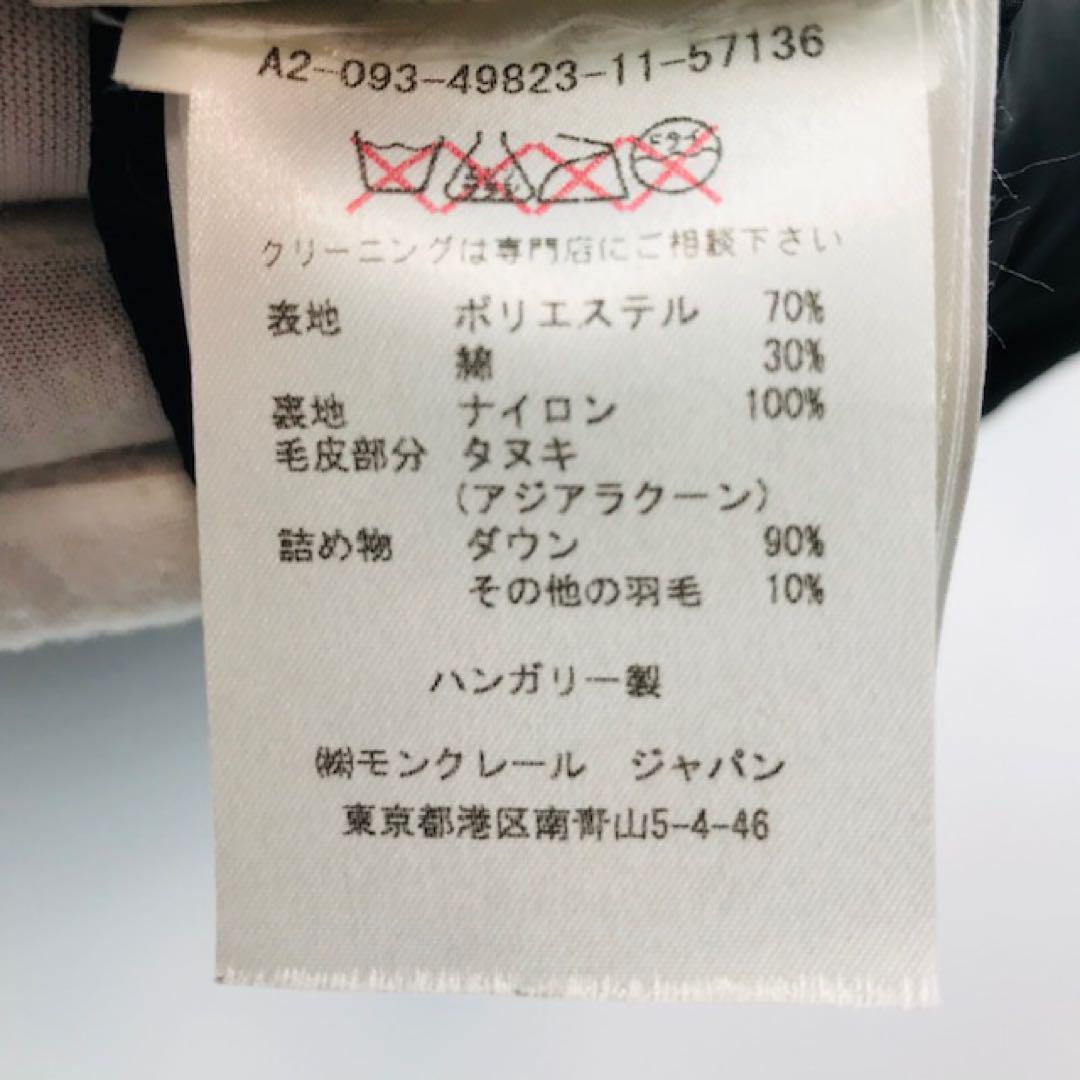 A2-093-49823-11-57136
クリーニングは専門店にご相談下さい
表地 ポリエステル 70%
綿 30%
裏地 ナイロン 100%
毛皮部分 タヌキ
(アジアラクーン)
詰め物 ダウン 90%
その他の羽毛 10%
ハンガリー製
㈱モンクレール ジャパン
東京都港区南青山5-4-46